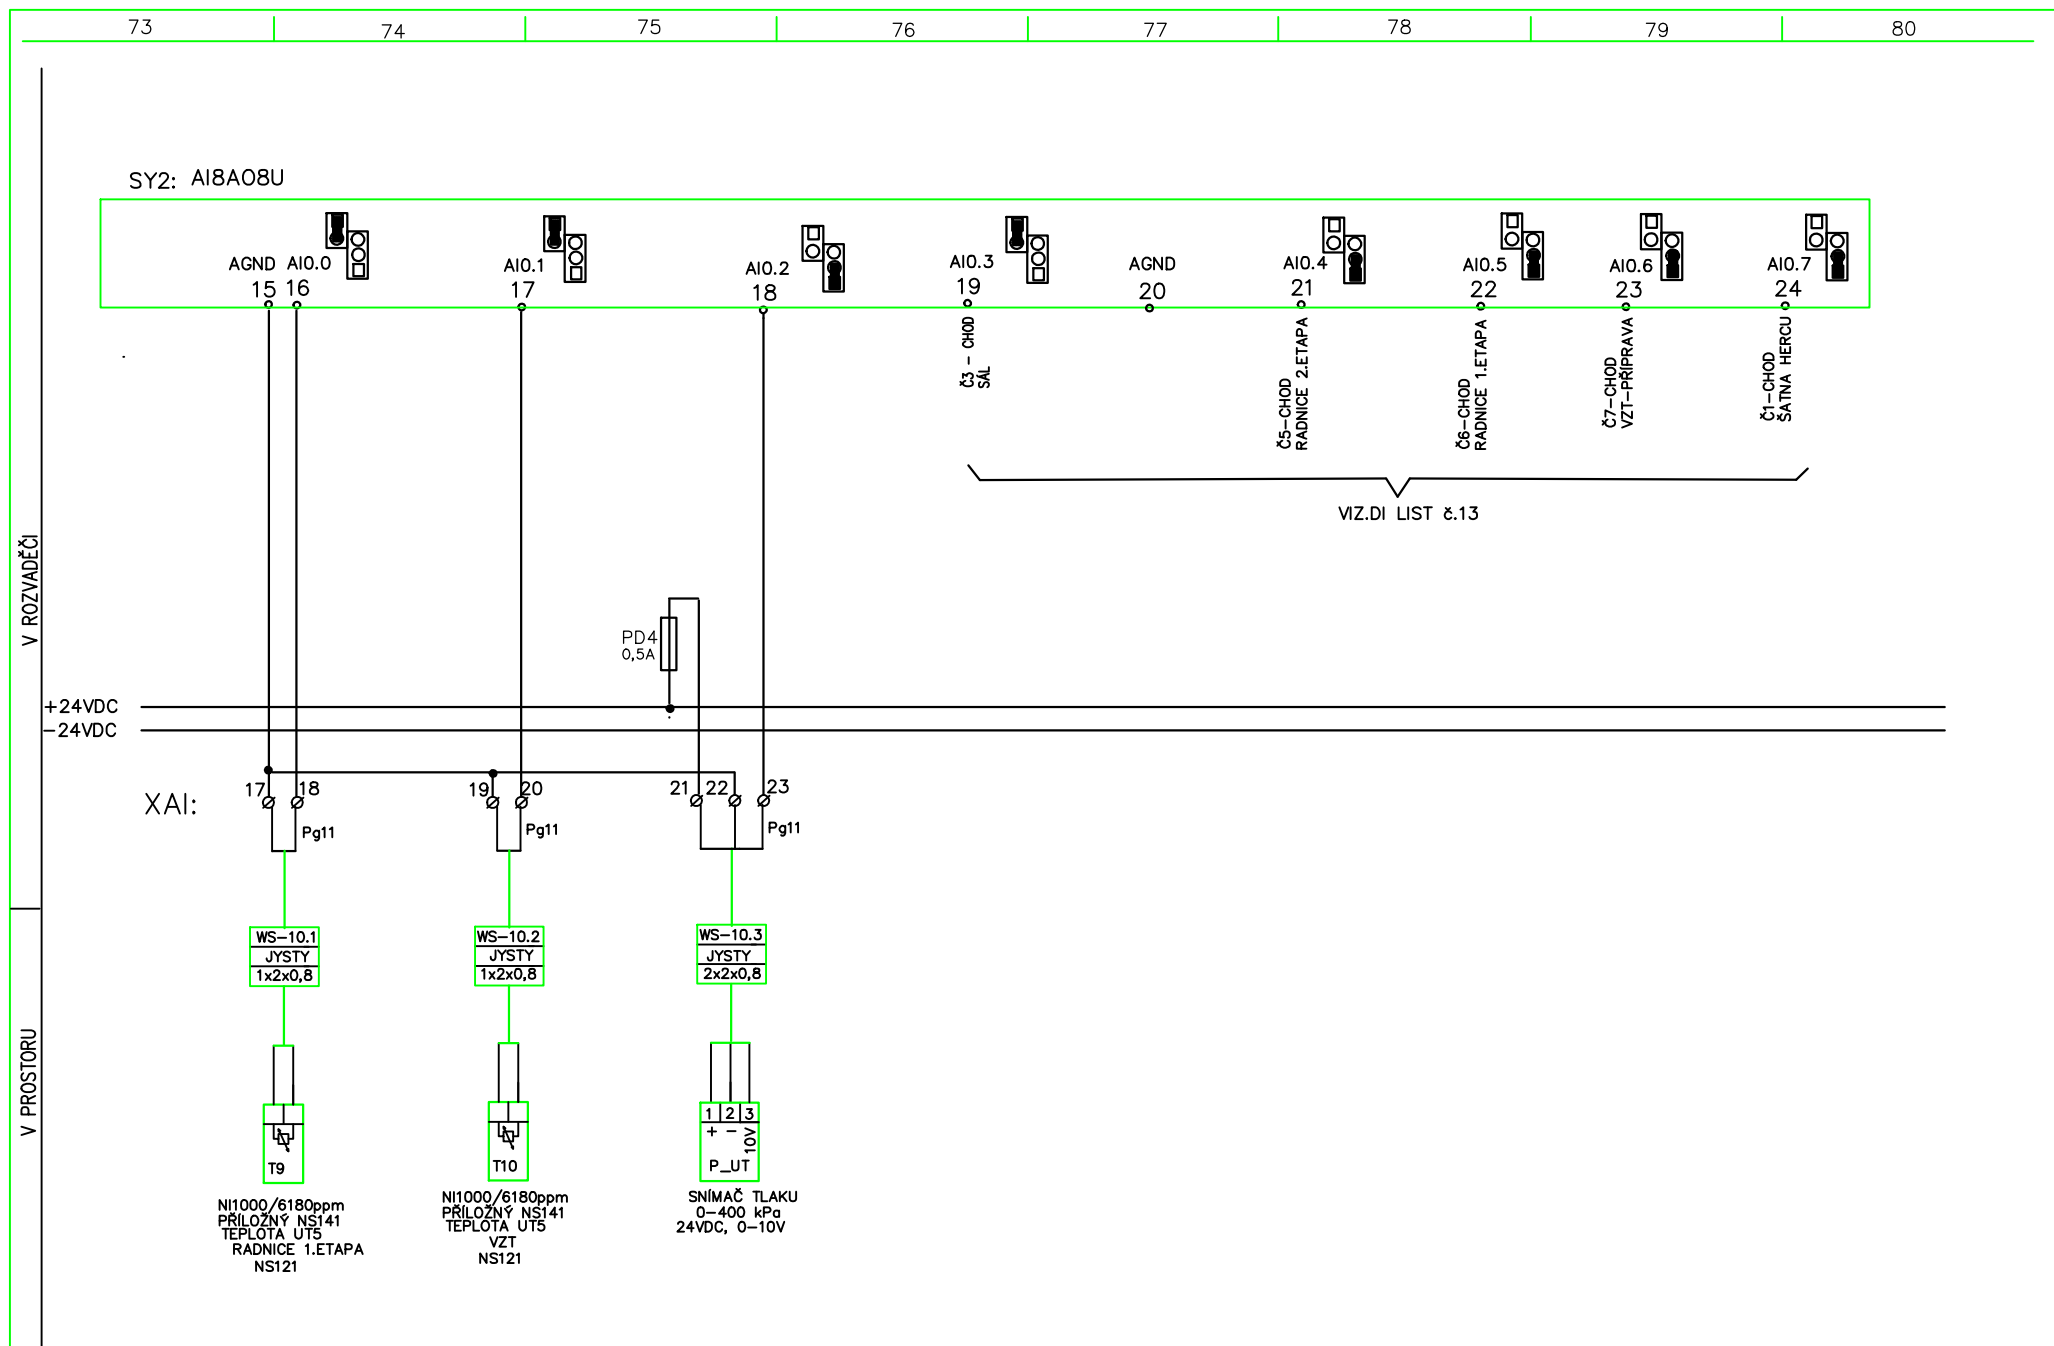 73 74 75 76 77 78 79 80
SY2: AI8AO8U
AGND AI0.0 AI0.1 AI0.2 AI0.3 AGND AI0.4 AI0.5 AI0.6 AI0.7
15 16 17 18 19 20 21 22 23 24
Č3 - CHOD
SÁL
Č5-CHOD
RADNICE 2.ETAPA
Č6-CHOD
RADNICE 1.ETAPA
Č7-CHOD
VZT-PŘÍPRAVA
Č1-CHOD
ŠATNA HERCU
VIZ.DI LIST č.13
V ROZVADĚČI
PD4
0,5A
+24VDC
-24VDC
XAI:
17 18 19 20 21 22 23
Pg11 Pg11 Pg11
WS-10.1
JYSTY
1x2x0,8
WS-10.2
JYSTY
1x2x0,8
WS-10.3
JYSTY
2x2x0,8
V PROSTORU
T9
NI1000/6180ppm
PŘÍLOŽNÝ NS141
TEPLOTA UT5
RADNICE 1.ETAPA
NS121
T10
NI1000/6180ppm
PŘÍLOŽNÝ NS141
TEPLOTA UT5
VZT
NS121
1 2 3
+ - 10V
P_UT
SNÍMAČ TLAKU
0-400 kPa
24VDC, 0-10V